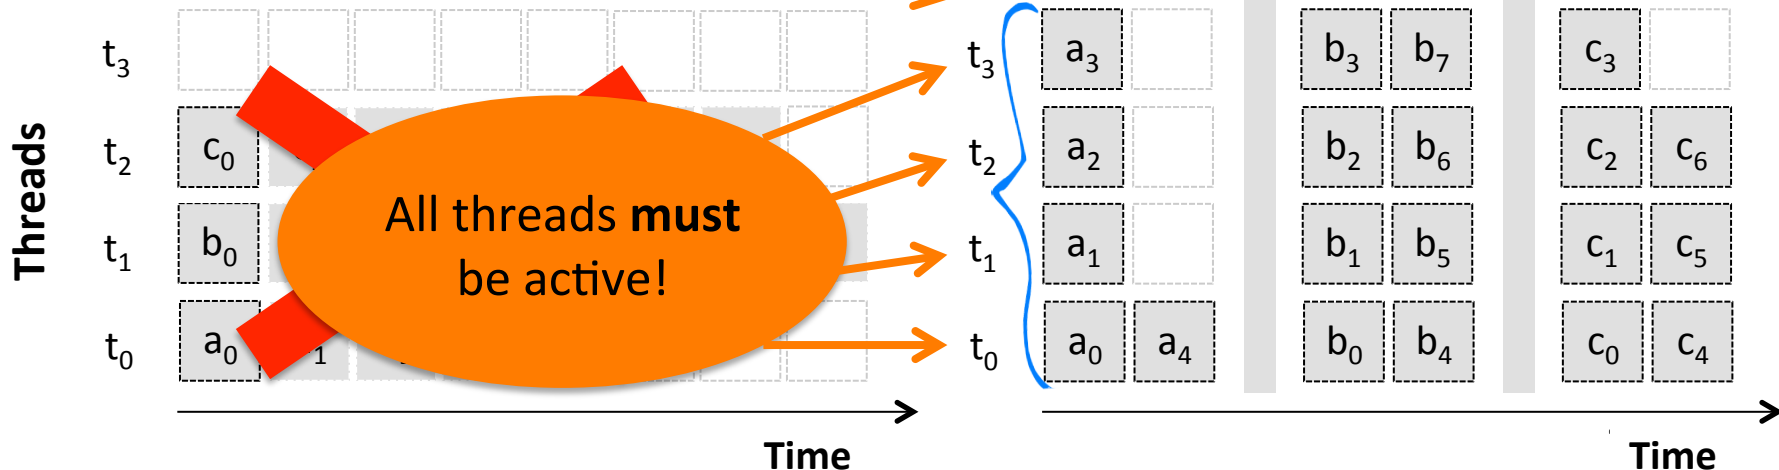 Threads
t3
t2
t1
t0
c0
b0
a0
1
All threads must
be active!
Time
t3 a3 b3 b7 c3
t2 a2 b2 b6 c2 c6
t1 a1 b1 b5 c1 c5
t0 a0 a4 b0 b4 c0 c4
Time